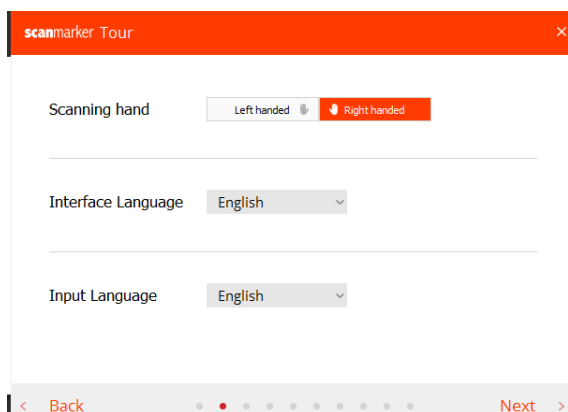 scanmarker Tour
Scanning hand
Left handed
Right handed
Interface Language
English
Input Language
English
Back
Next